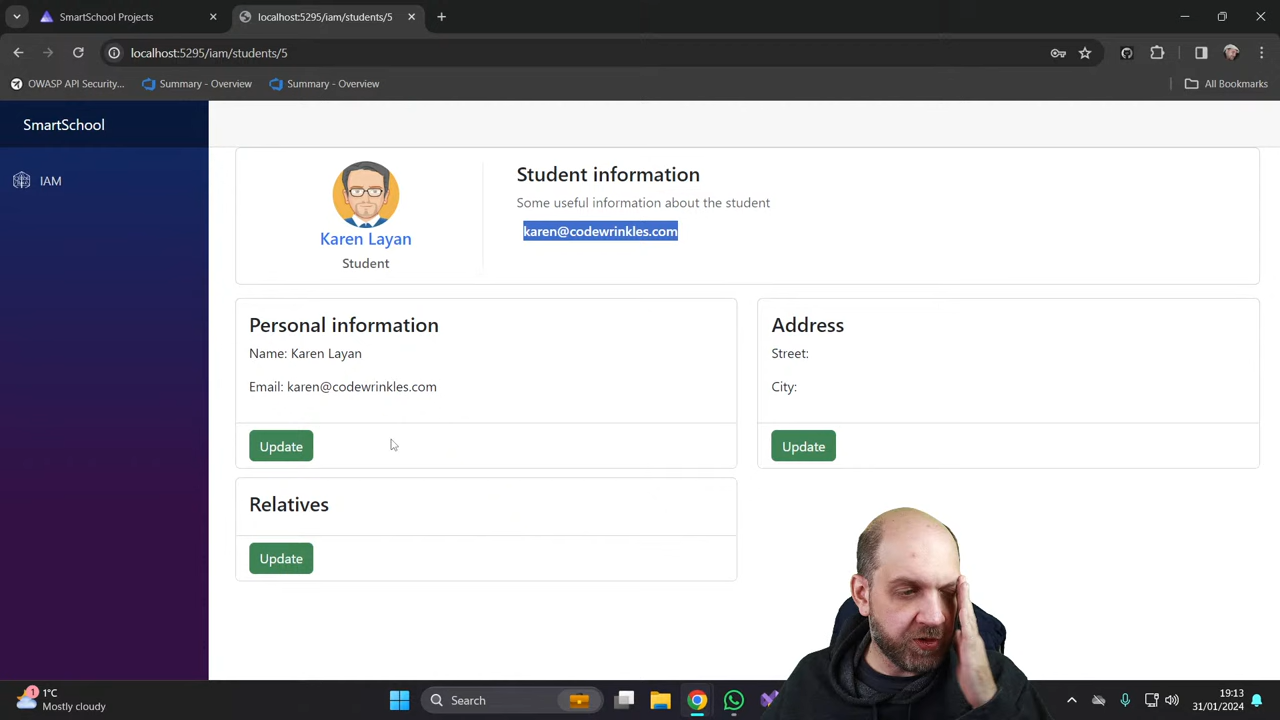 SmartSchool Projects
localhost:5295/iam/students/5
localhost:5295/iam/students/5
OWASP API Security...
Summary - Overview
Summary - Overview
All Bookmarks
SmartSchool
IAM
Karen Layan
Student
Student information
Some useful information about the student
karen@codewrinkles.com
Personal information
Name: Karen Layan
Email: karen@codewrinkles.com
Update
Address
Street:
City:
Update
Relatives
Update
1
1°C
Mostly cloudy
Search
19:13
31/01/2024